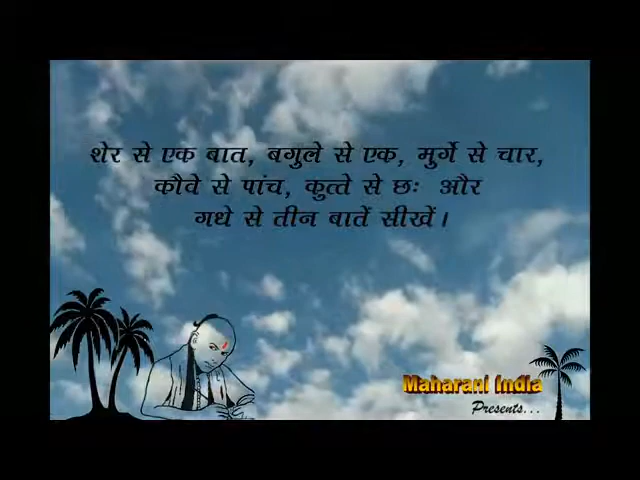 शेर से एक बात, बगुले से एक, मुर्गे से चार,
कौवे से पांच, कुत्ते से छः और
गधे से तीन बातें सीखें।
Maharani India
Presents...